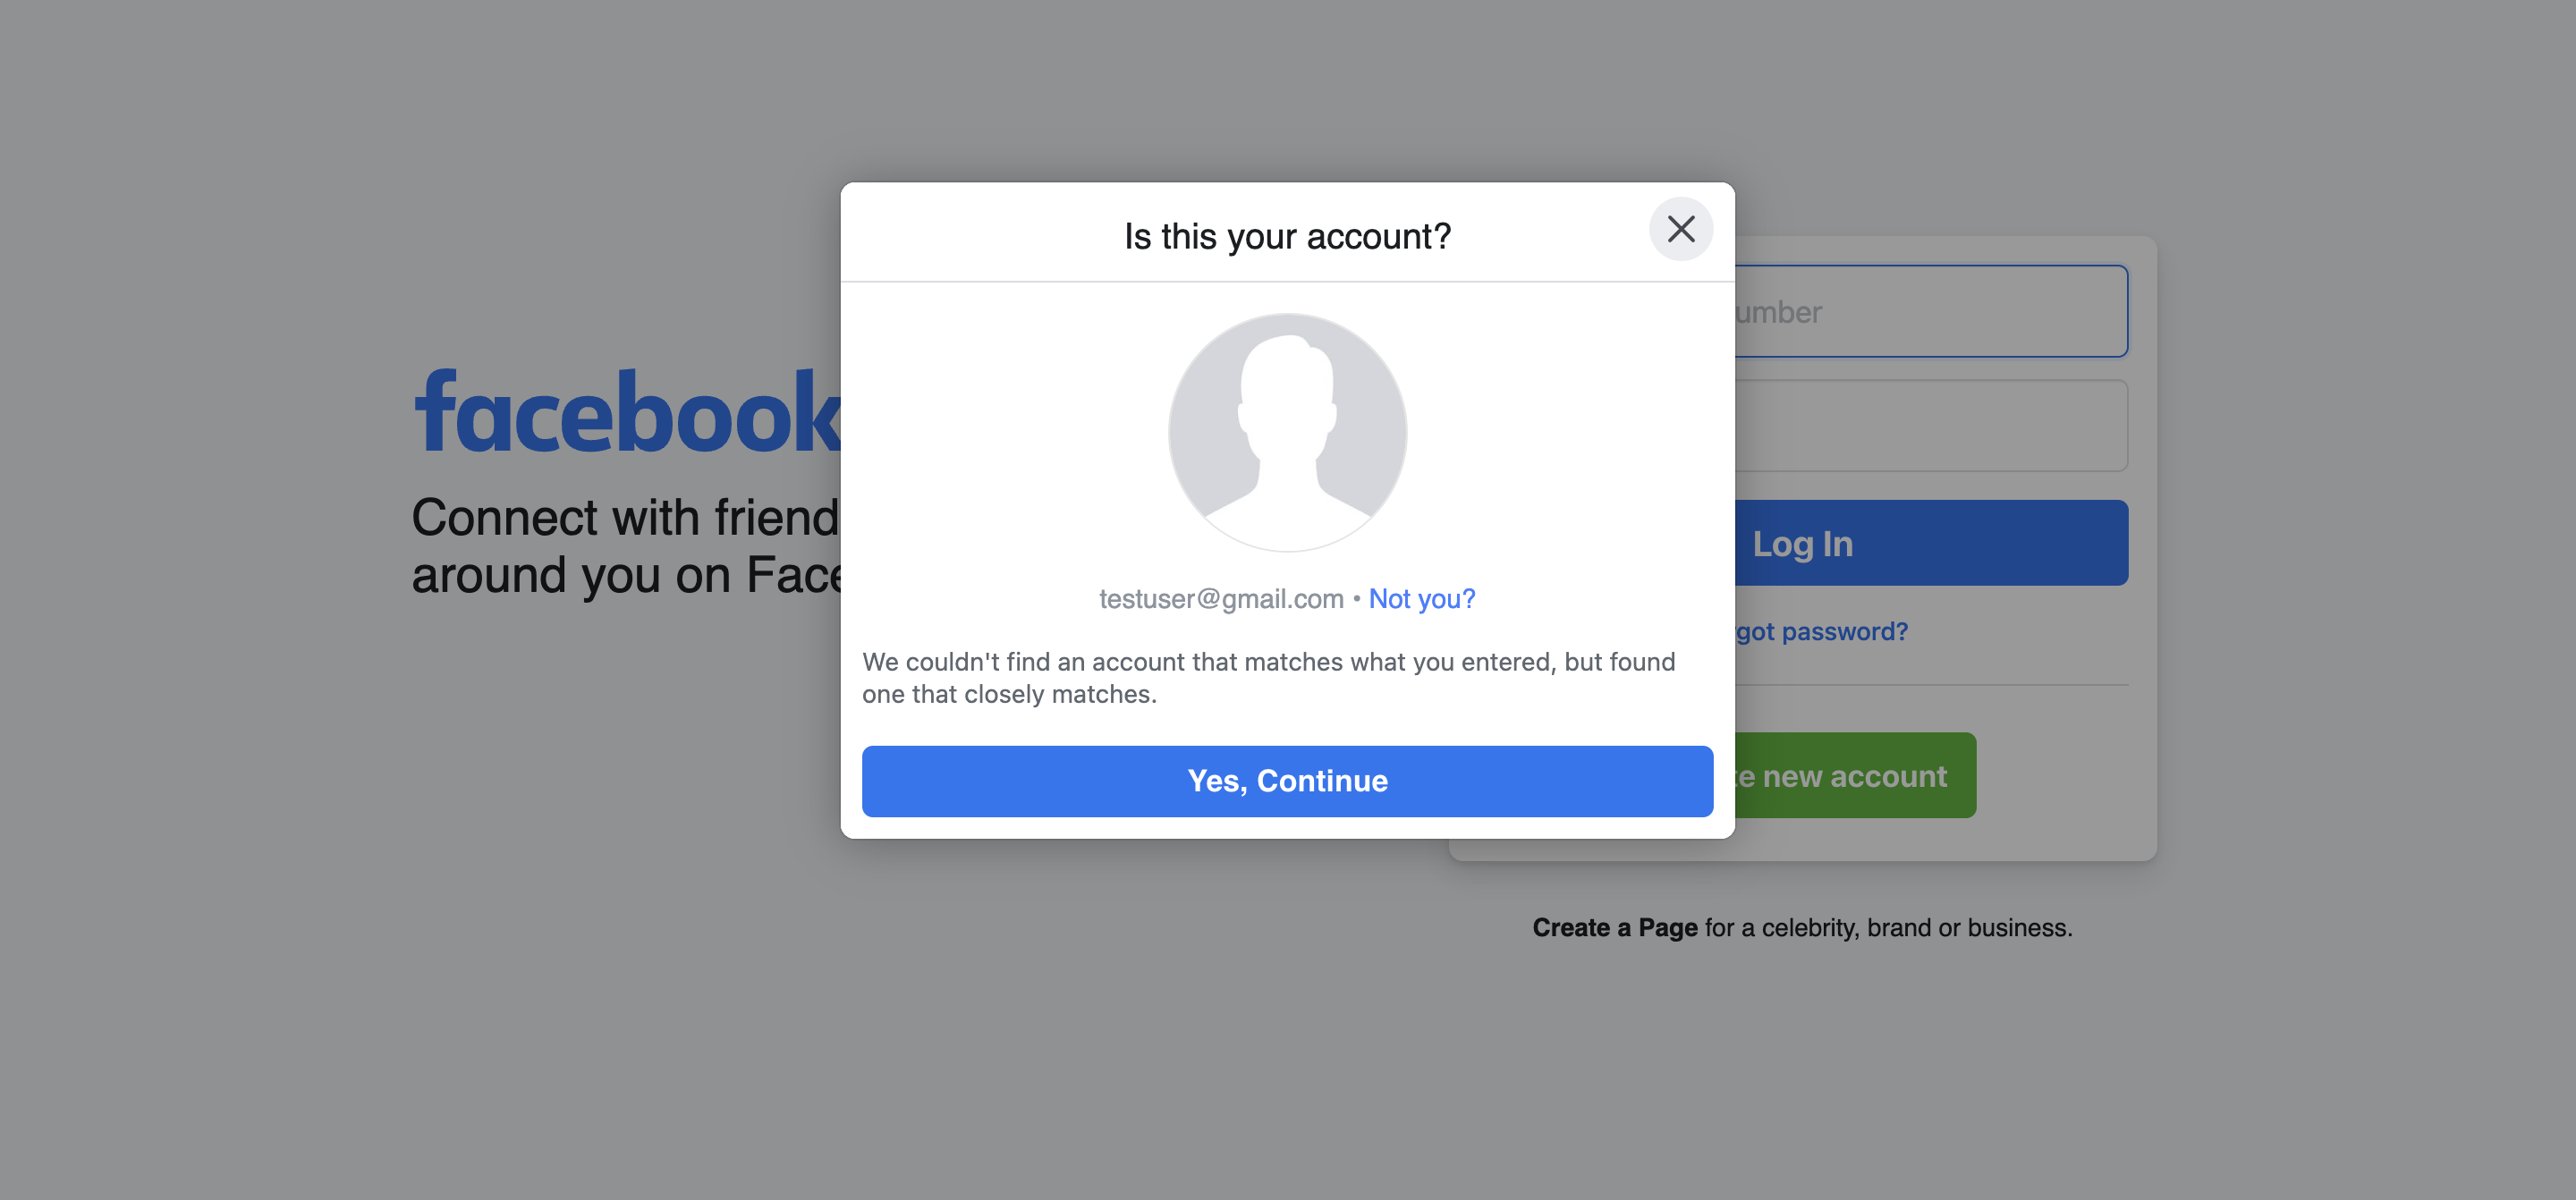 facebook
Connect with friend
around you on Face
Is this your account?
testuser@gmail.com • Not you?
We couldn't find an account that matches what you entered, but found
one that closely matches.
Yes, Continue
umber
Log In
got password?
te new account
Create a Page for a celebrity, brand or business.